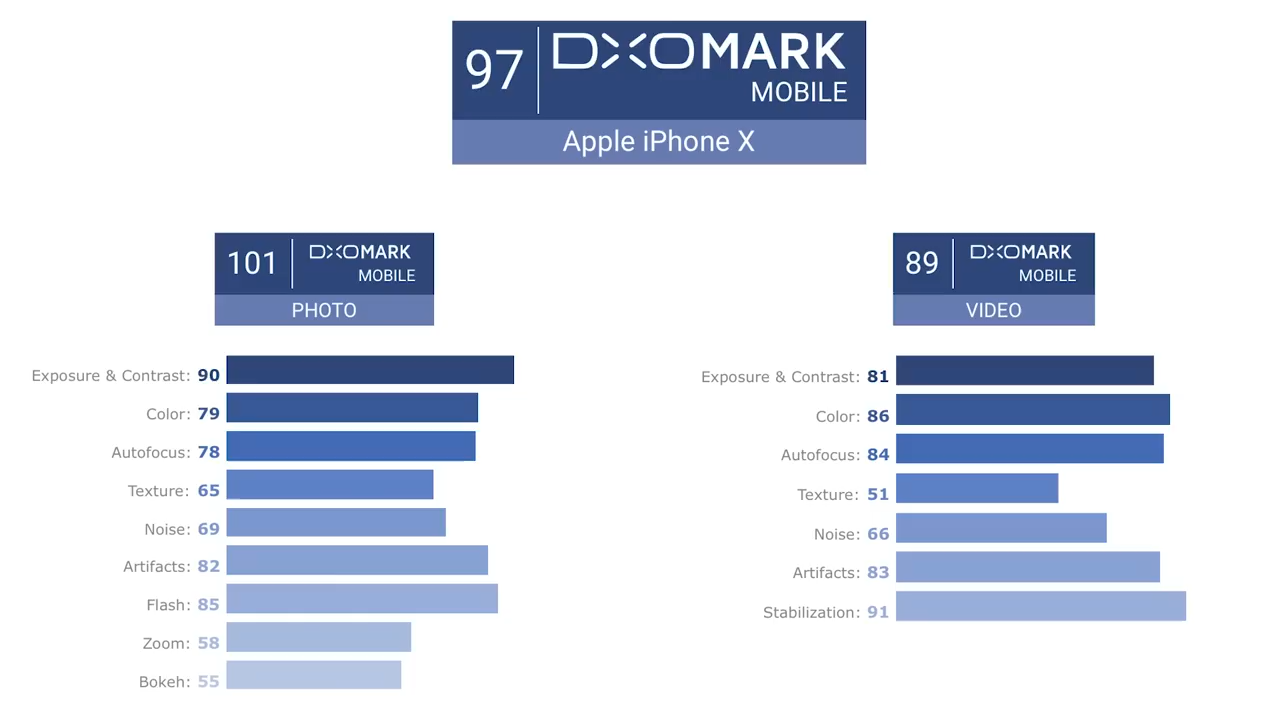 97 DXOMARK
MOBILE
Apple iPhone X
101 DXOMARK
MOBILE
PHOTO
Exposure & Contrast: 90
Color: 79
Autofocus: 78
Texture: 65
Noise: 69
Artifacts: 82
Flash: 85
Zoom: 58
Bokeh: 55
89 DXOMARK
MOBILE
VIDEO
Exposure & Contrast: 81
Color: 86
Autofocus: 84
Texture: 51
Noise: 66
Artifacts: 83
Stabilization: 91